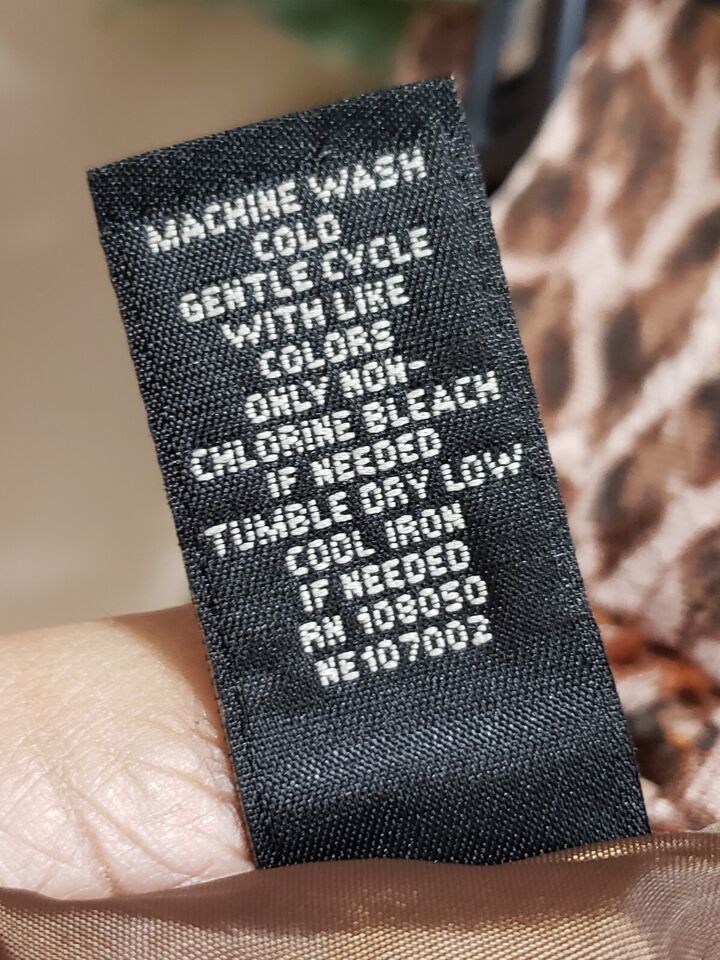 MACHINE WASH
COLD
GENTLE CYCLE
WITH LIKE
COLORS
ONLY NON-
CHLORINE BLEACH
IF NEEDED
TUMBLE DRY LOW
COOL IRON
IF NEEDED
RN 108050
NE107002